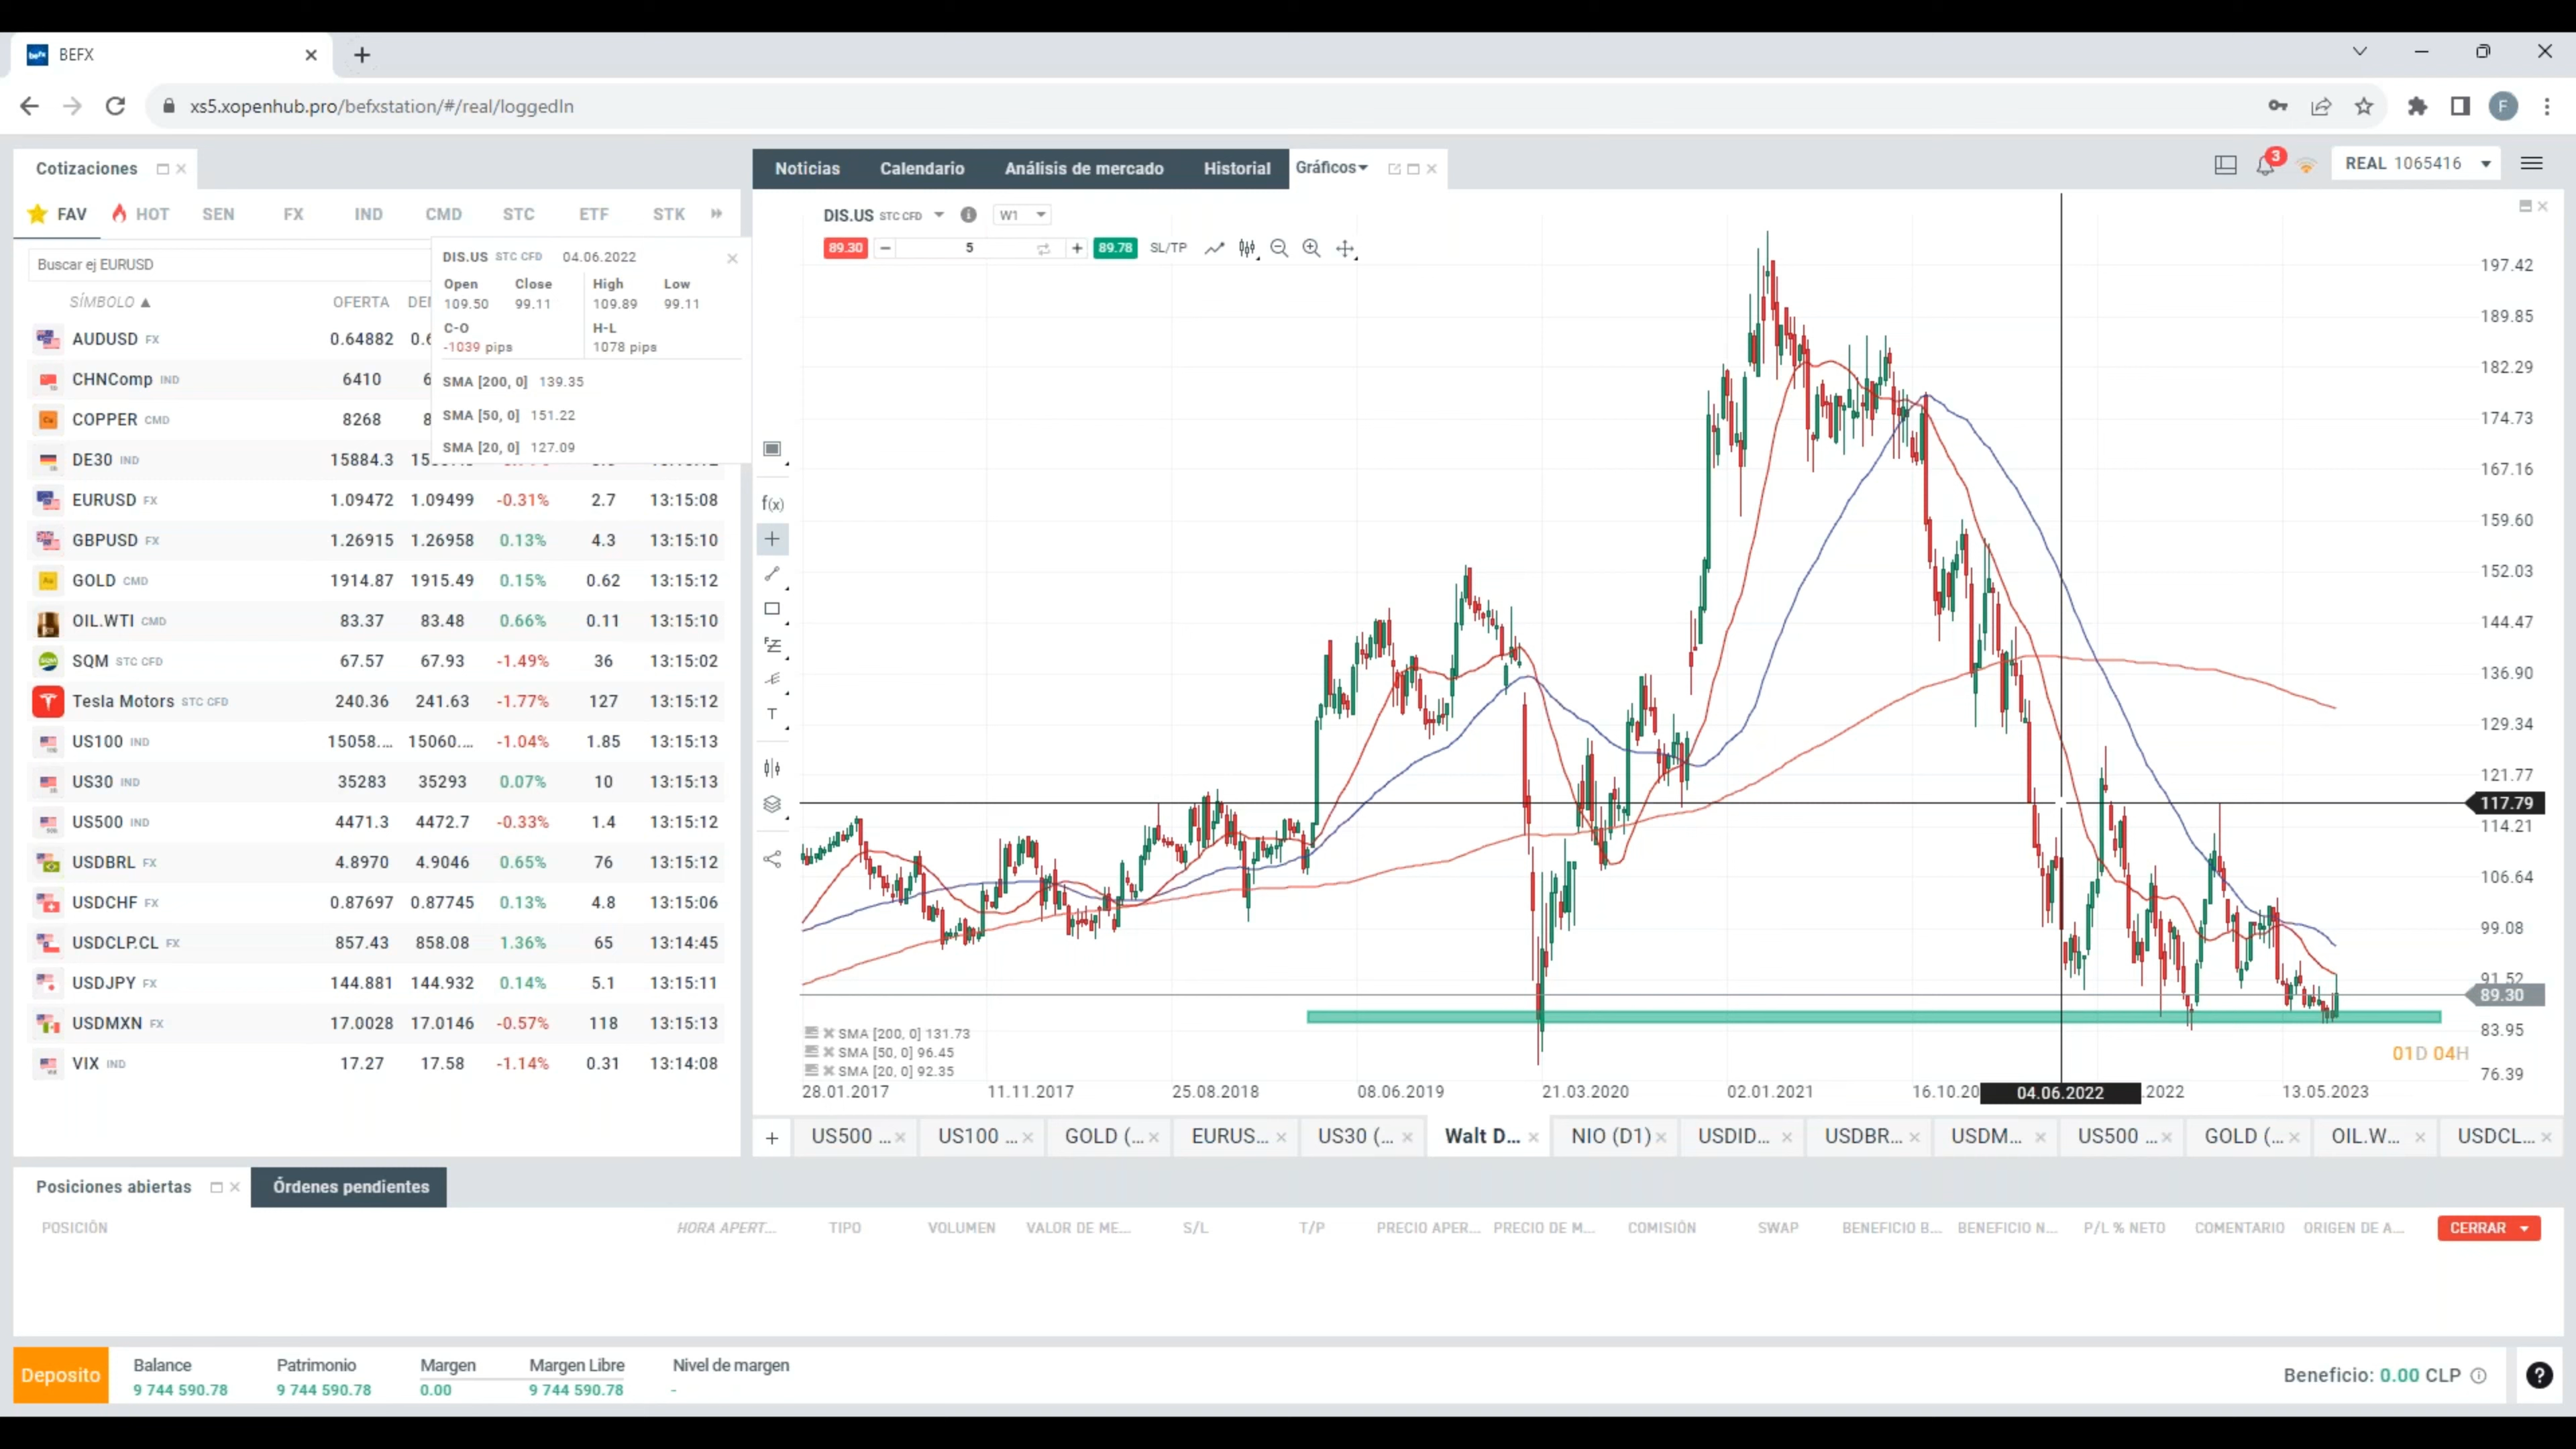 BEFX
xs5.xopenhub.pro/befxstation/#/real/loggedIn
Cotizaciones
Noticias Calendario Análisis de mercado Historial Gráficos
3
REAL 1065416
FAV HOT SEN FX IND CMD STC ETF STK
Buscar ej EURUSD
SÍMBOLO OFERTA
DIS.US STC CFD 04.06.2022
Open Close High Low
109.50 99.11 109.89 99.11
C-O H-L
-1039 pips 1078 pips
SMA [200, 0] 139.35
SMA [50, 0] 151.22
SMA [20, 0] 127.09
AUDUSD FX 0.64882
CHNComp IND 6410
COPPER CMD 8268
DE30 IND 15884.3
EURUSD FX 1.09472 1.09499 -0.31% 2.7 13:15:08
GBPUSD FX 1.26915 1.26958 0.13% 4.3 13:15:10
GOLD CMD 1914.87 1915.49 0.15% 0.62 13:15:12
OIL.WTI CMD 83.37 83.48 0.66% 0.11 13:15:10
SQM STC CFD 67.57 67.93 -1.49% 36 13:15:02
Tesla Motors STC CFD 240.36 241.63 -1.77% 127 13:15:12
US100 IND 15058.... 15060.... -1.04% 1.85 13:15:13
US30 IND 35283 35293 0.07% 10 13:15:13
US500 IND 4471.3 4472.7 -0.33% 1.4 13:15:12
USDBRL FX 4.8970 4.9046 0.65% 76 13:15:12
USDCHF FX 0.87697 0.87745 0.13% 4.8 13:15:06
USDCLP.CL FX 857.43 858.08 1.36% 65 13:14:45
USDJPY FX 144.881 144.932 0.14% 5.1 13:15:11
USDMXN FX 17.0028 17.0146 -0.57% 118 13:15:13
VIX IND 17.27 17.58 -1.14% 0.31 13:14:08
DIS.US STC CFD W1
89.30 5 89.78 SL/TP
f(x)
T
197.42
189.85
182.29
174.73
167.16
159.60
152.03
144.47
136.90
129.34
121.77
117.79
114.21
106.64
99.08
91.52
89.30
83.95
76.39
01D 04H
SMA [200, 0] 131.73
SMA [50, 0] 96.45
SMA [20, 0] 92.35
28.01.2017 11.11.2017 25.08.2018 08.06.2019 21.03.2020 02.01.2021 16.10.20 04.06.2022 .2022 13.05.2023
US500 ... US100 ... GOLD (... EURUS... US30 (... Walt D... NIO (D1) USDID... USDBR... USDM... US500 ... GOLD (... OIL.W... USDCL...
Posiciones abiertas Órdenes pendientes
POSICIÓN HORA APERT... TIPO VOLUMEN VALOR DE ME... S/L T/P PRECIO APER... PRECIO DE M... COMISIÓN SWAP BENEFICIO B... BENEFICIO N... P/L % NETO COMENTARIO ORIGEN DE A... CERRAR
Deposito
Balance Patrimonio Margen Margen Libre Nivel de margen
9 744 590.78 9 744 590.78 0.00 9 744 590.78 -
Beneficio: 0.00 CLP